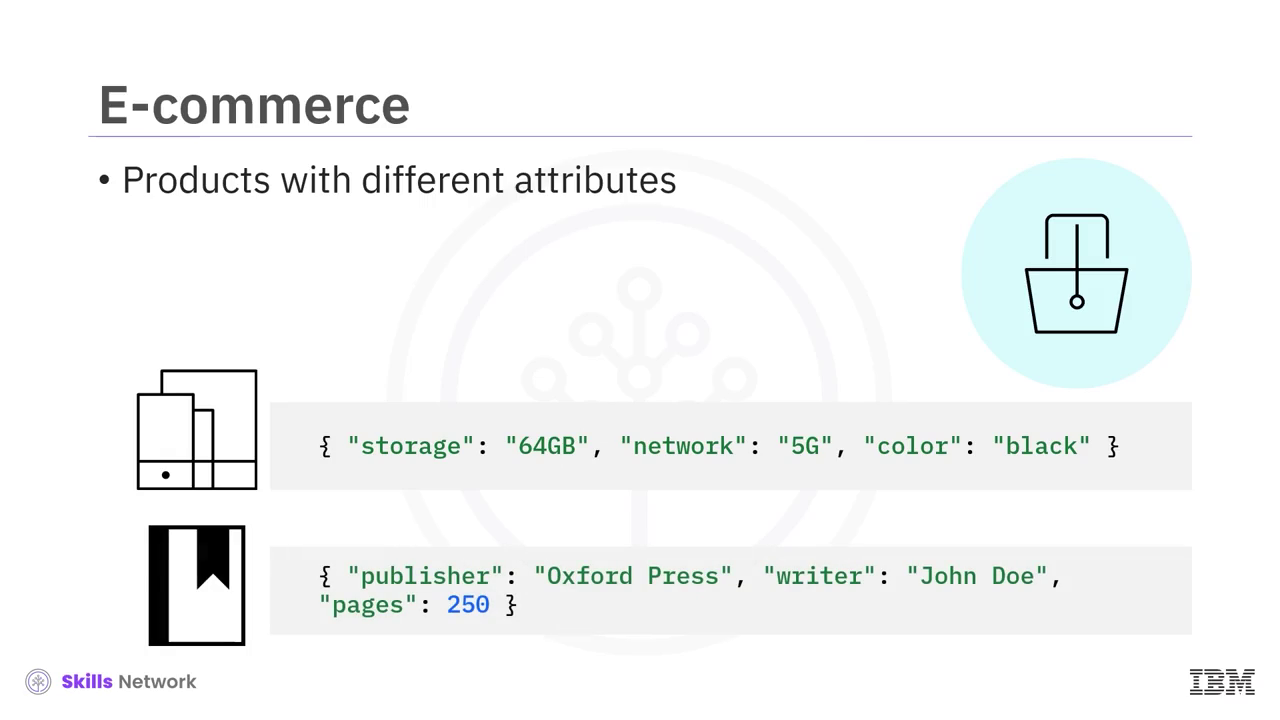 E-commerce
• Products with different attributes
{ "storage": "64GB", "network": "5G", "color": "black" }
{ "publisher": "Oxford Press", "writer": "John Doe",
"pages": 250 }
Skills Network
IBM